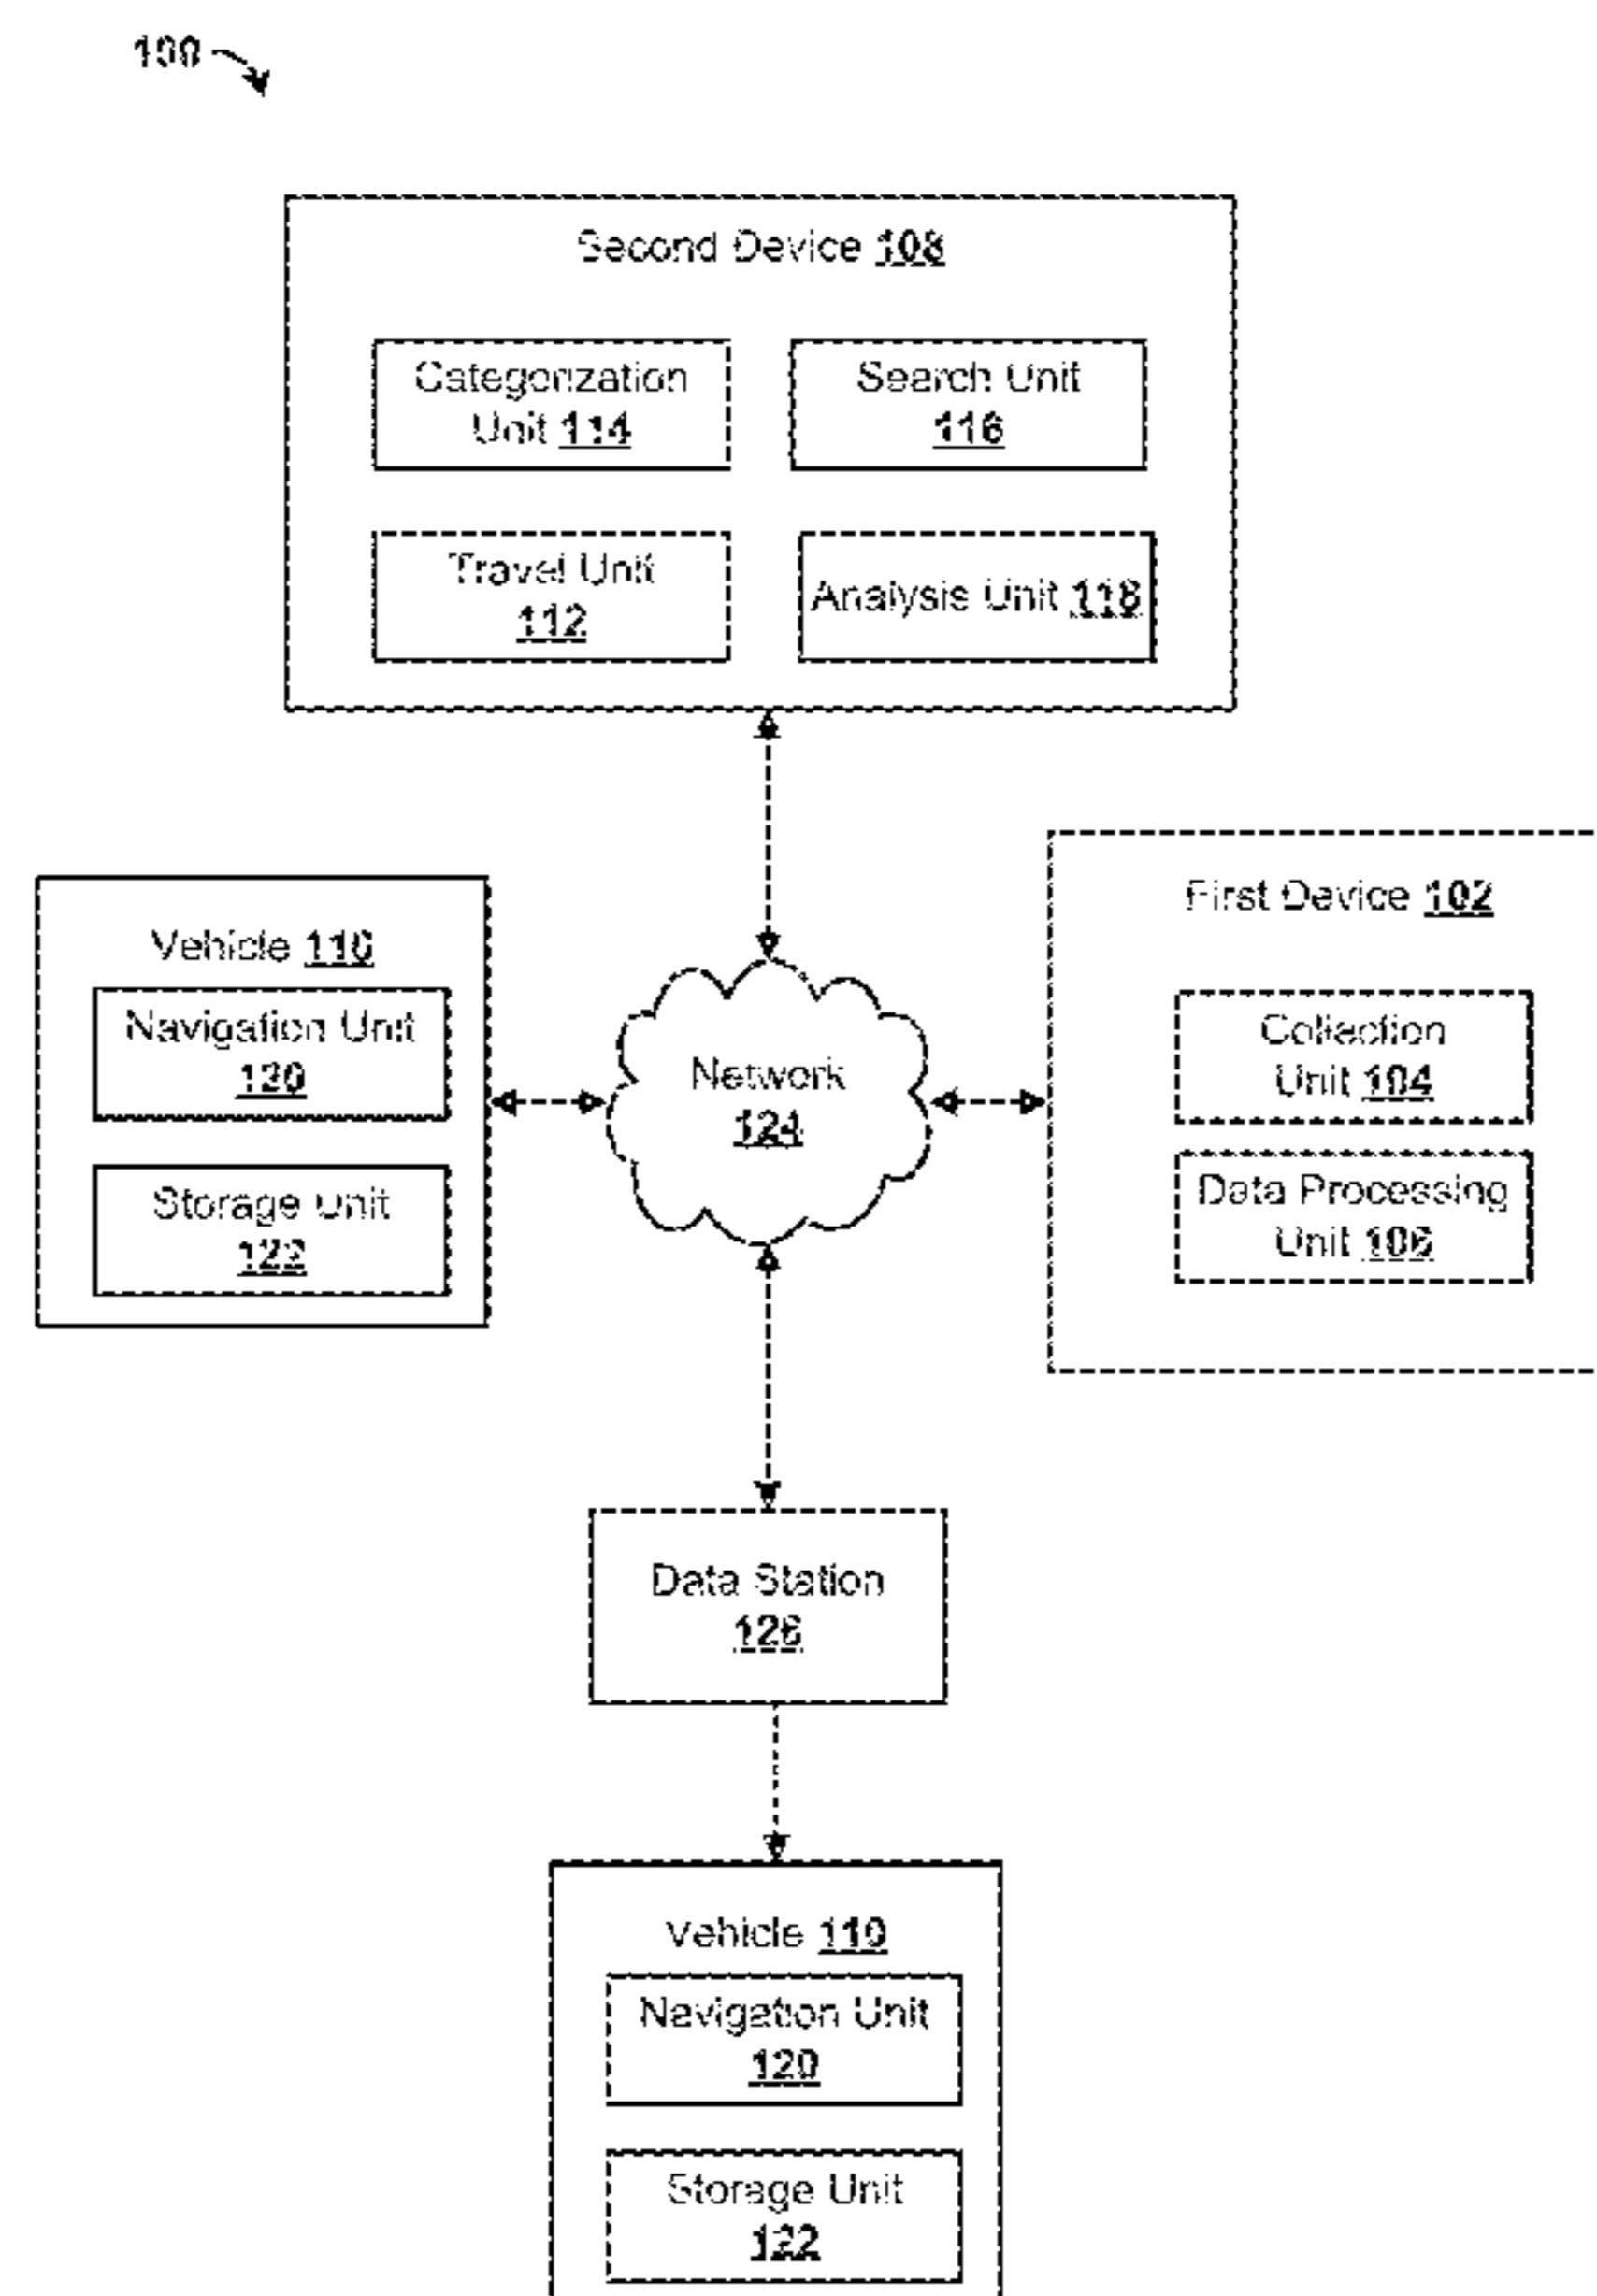 100
Second Device 108
Categorization
Unit 114
Search Unit
116
Travel Unit
112
Analysis Unit 118
Vehicle 110
Navigation Unit
120
Storage Unit
122
Network
124
First Device 102
Collection
Unit 104
Data Processing
Unit 106
Data Station
126
Vehicle 110
Navigation Unit
120
Storage Unit
122